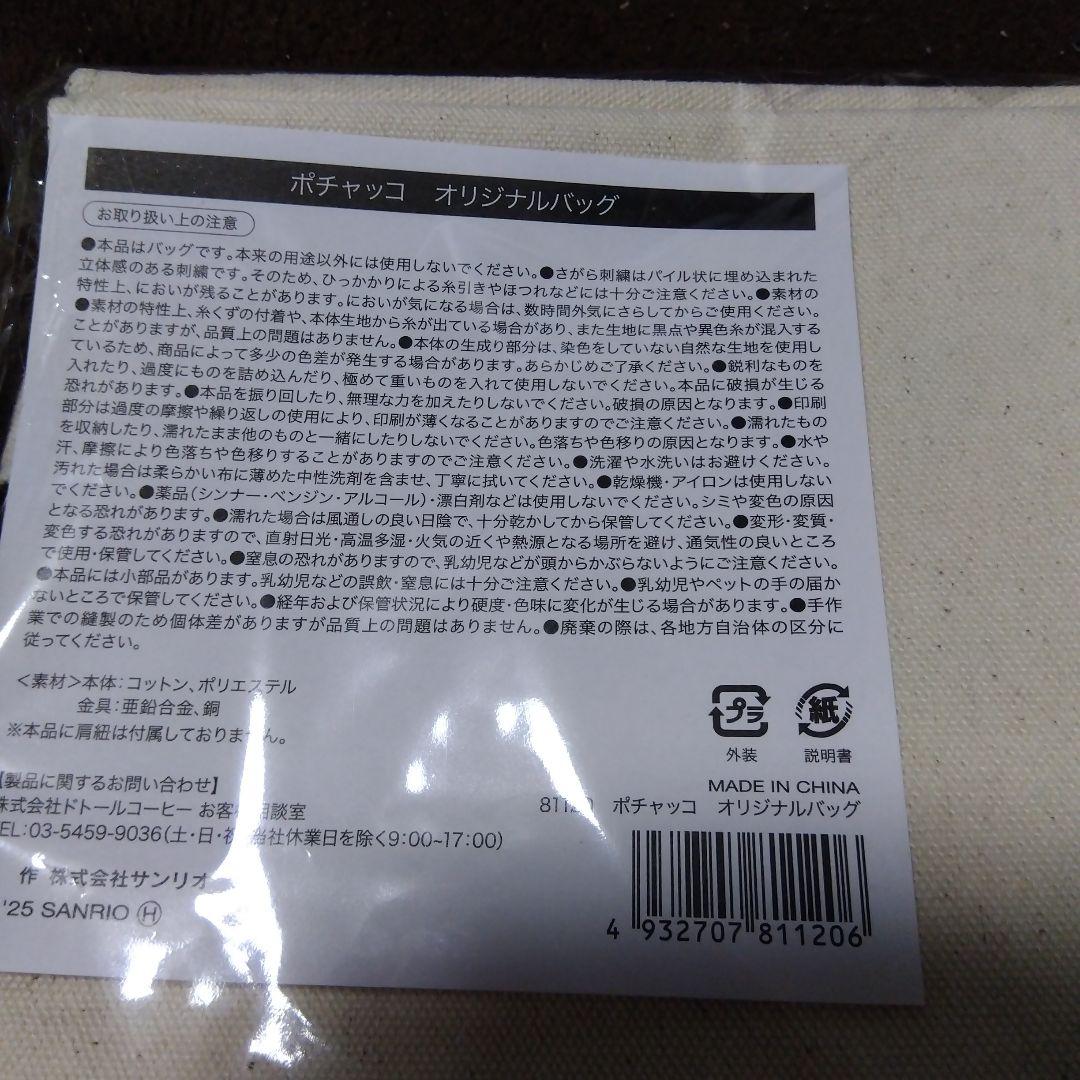 ポチャッコ　オリジナルバッグ
お取り扱い上の注意
●本品はバッグです。本来の用途以外には使用しないでください。●さがら刺繍はパイル状に埋め込まれた
立体感のある刺繍です。そのため、ひっかかりによる糸引きやほつれなどには十分ご注意ください。●素材の
特性上、においが残ることがあります。においが気になる場合は、数時間外気にさらしてからご使用ください。
●素材の特性上、糸くずの付着や、本体生地から糸が出ている場合があり、また生地に黒点や異色糸が混入する
ことがありますが、品質上の問題はありません。●本体の生成り部分は、染色をしていない自然な生地を使用し
ているため、商品によって多少の色差が発生する場合があります。あらかじめご了承ください。●鋭利なものを
入れたり、過度にものを詰め込んだり、極めて重いものを入れて使用しないでください。本品に破損が生じる
恐れがあります。●本品を振り回したり、無理な力を加えたりしないでください。破損の原因となります。●印刷
部分は過度の摩擦や繰り返しの使用により、印刷が薄くなることがありますのでご注意ください。●濡れたもの
を収納したり、濡れたまま他のものと一緒にしたりしないでください。色落ちや色移りの原因となります。●水や
汗、摩擦により色落ちや色移りすることがありますのでご注意ください。●洗濯や水洗いはお避けください。
汚れた場合は柔らかい布に薄めた中性洗剤を含ませ、丁寧に拭いてください。●乾燥機・アイロンは使用しない
でください。●薬品（シンナー・ベンジン・アルコール）・漂白剤などは使用しないでください。シミや変色の原因
となる恐れがあります。●濡れた場合は風通しの良い日陰で、十分乾かしてから保管してください。●変形・変質・
変色する恐れがありますので、直射日光・高温多湿・火気の近くや熱源となる場所を避け、通気性の良いところ
で使用・保管してください。●窒息の恐れがありますので、乳幼児などが頭からかぶらないようにご注意ください。
●本品には小部品があります。乳幼児などの誤飲・窒息には十分ご注意ください。●乳幼児やペットの手の届か
ないところで保管してください。●経年および保管状況により硬度・色味に変化が生じる場合があります。●手作
業での縫製のため個体差がありますが品質上の問題はありません。●廃棄の際は、各地方自治体の区分に
従ってください。
＜素材＞本体：コットン、ポリエステル
金具：亜鉛合金、銅
※本品に肩紐は付属しておりません。
プラ
紙
外装
説明書
【製品に関するお問い合わせ】
株式会社ドトールコーヒー お客 相談室
TEL：03-5459-9036（土・日・祝 当社休業日を除く9:00~17:00）
MADE IN CHINA
ポチャッコ　オリジナルバッグ
作 株式会社サンリオ
'25 SANRIO Ⓗ
4 932707 811206